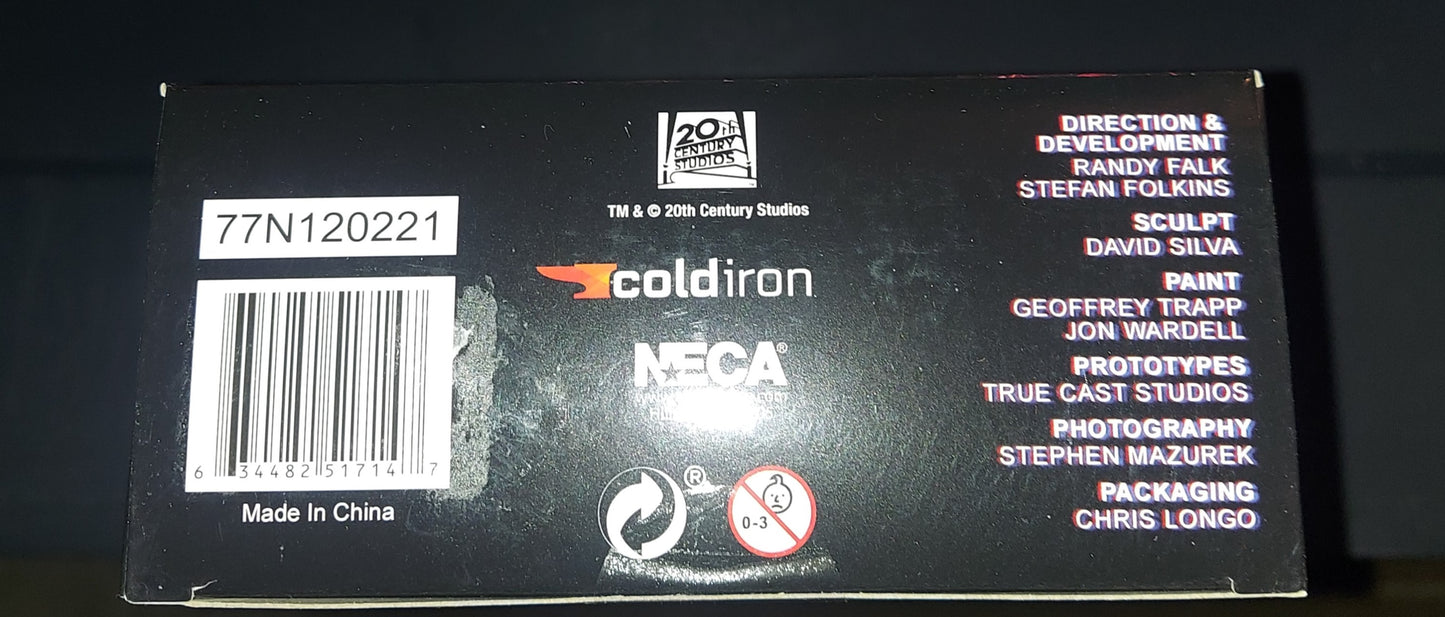 77N120221
6 34482 51714 7
Made In China
20th
CENTURY
STUDIOS
TM & © 20th Century Studios
coldiron
NECA®
®
0-3
DIRECTION &
DEVELOPMENT
RANDY FALK
STEFAN FOLKINS
SCULPT
DAVID SILVA
PAINT
GEOFFREY TRAPP
JON WARDELL
PROTOTYPES
TRUE CAST STUDIOS
PHOTOGRAPHY
STEPHEN MAZUREK
PACKAGING
CHRIS LONGO